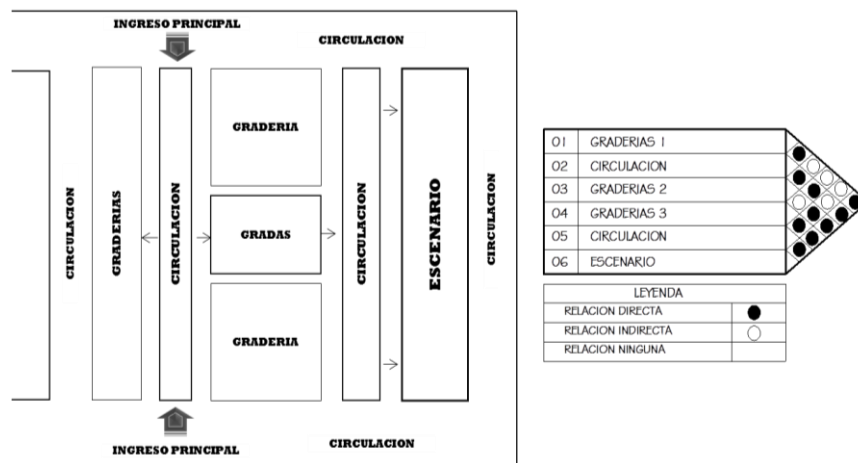 INGRESO PRINCIPAL
CIRCULACION
CIRCULACION
GRADERIAS
CIRCULACION
GRADERIA
GRADAS
GRADERIA
CIRCULACION
ESCENARIO
CIRCULACION
INGRESO PRINCIPAL
CIRCULACION
01 GRADERIAS 1
02 CIRCULACION
03 GRADERIAS 2
04 GRADERIAS 3
05 CIRCULACION
06 ESCENARIO
LEYENDA
RELACION DIRECTA
RELACION INDIRECTA
RELACION NINGUNA